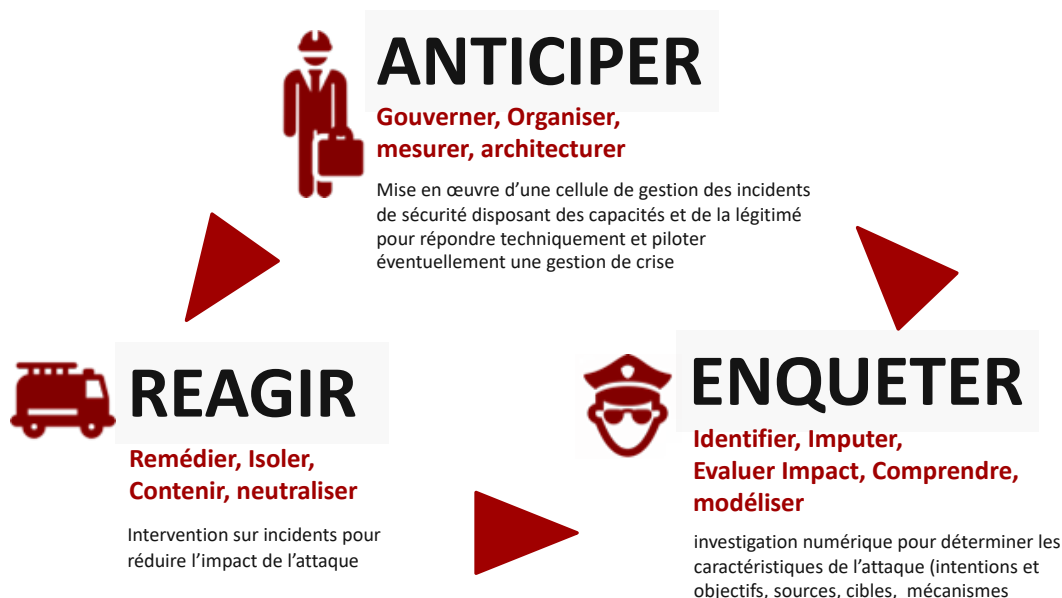 ANTICIPER
Gouverner, Organiser,
mesurer, architecturer
Mise en œuvre d’une cellule de gestion des incidents
de sécurité disposant des capacités et de la légitimé
pour répondre techniquement et piloter
éventuellement une gestion de crise
REAGIR
Remédier, Isoler,
Contenir, neutraliser
Intervention sur incidents pour
réduire l’impact de l’attaque
ENQUETER
Identifier, Imputer,
Evaluer Impact, Comprendre,
modéliser
investigation numérique pour déterminer les
caractéristiques de l’attaque (intentions et
objectifs, sources, cibles, mécanismes